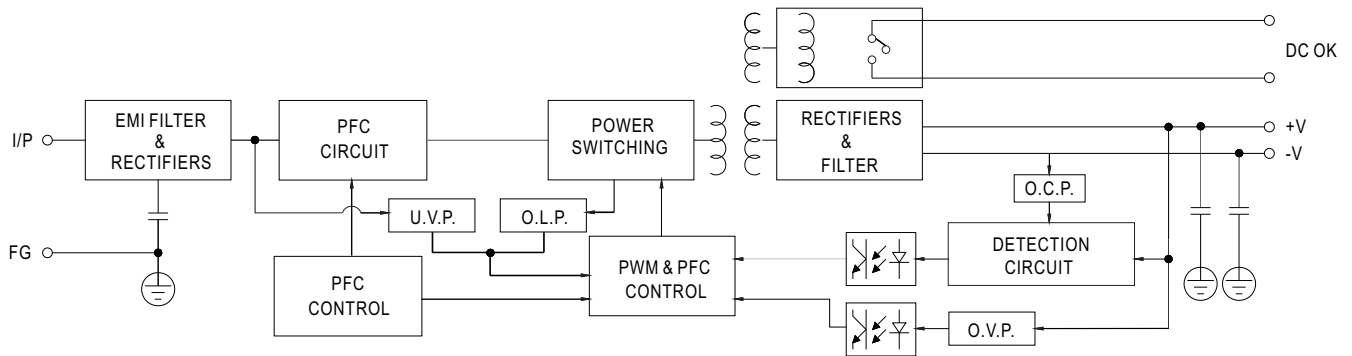 DC OK
I/P
EMI FILTER
&
RECTIFIERS
PFC
CIRCUIT
POWER
SWITCHING
RECTIFIERS
&
FILTER
+V
-V
O.C.P.
U.V.P.
O.L.P.
FG
PFC
CONTROL
PWM & PFC
CONTROL
DETECTION
CIRCUIT
O.V.P.